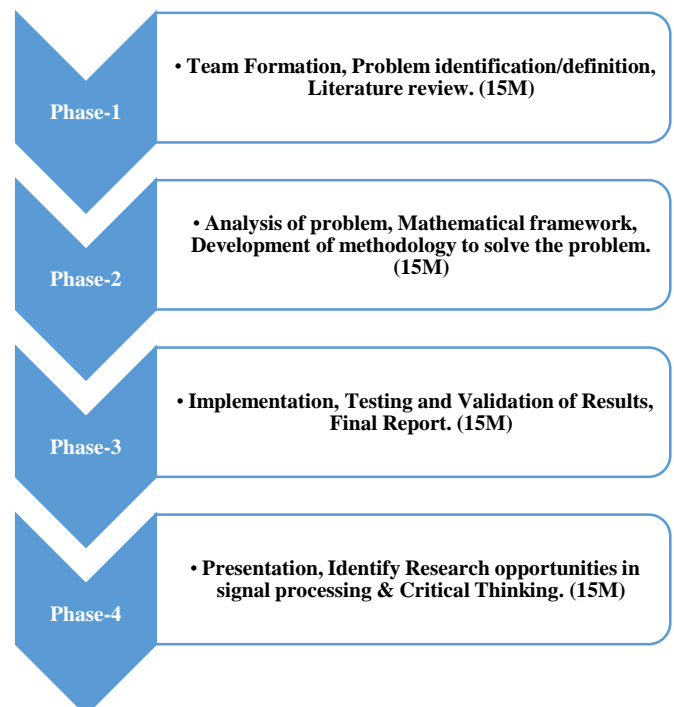 Phase-1
• Team Formation, Problem identification/definition,
Literature review. (15M)
Phase-2
• Analysis of problem, Mathematical framework,
Development of methodology to solve the problem.
(15M)
Phase-3
• Implementation, Testing and Validation of Results,
Final Report. (15M)
Phase-4
• Presentation, Identify Research opportunities in
signal processing & Critical Thinking. (15M)